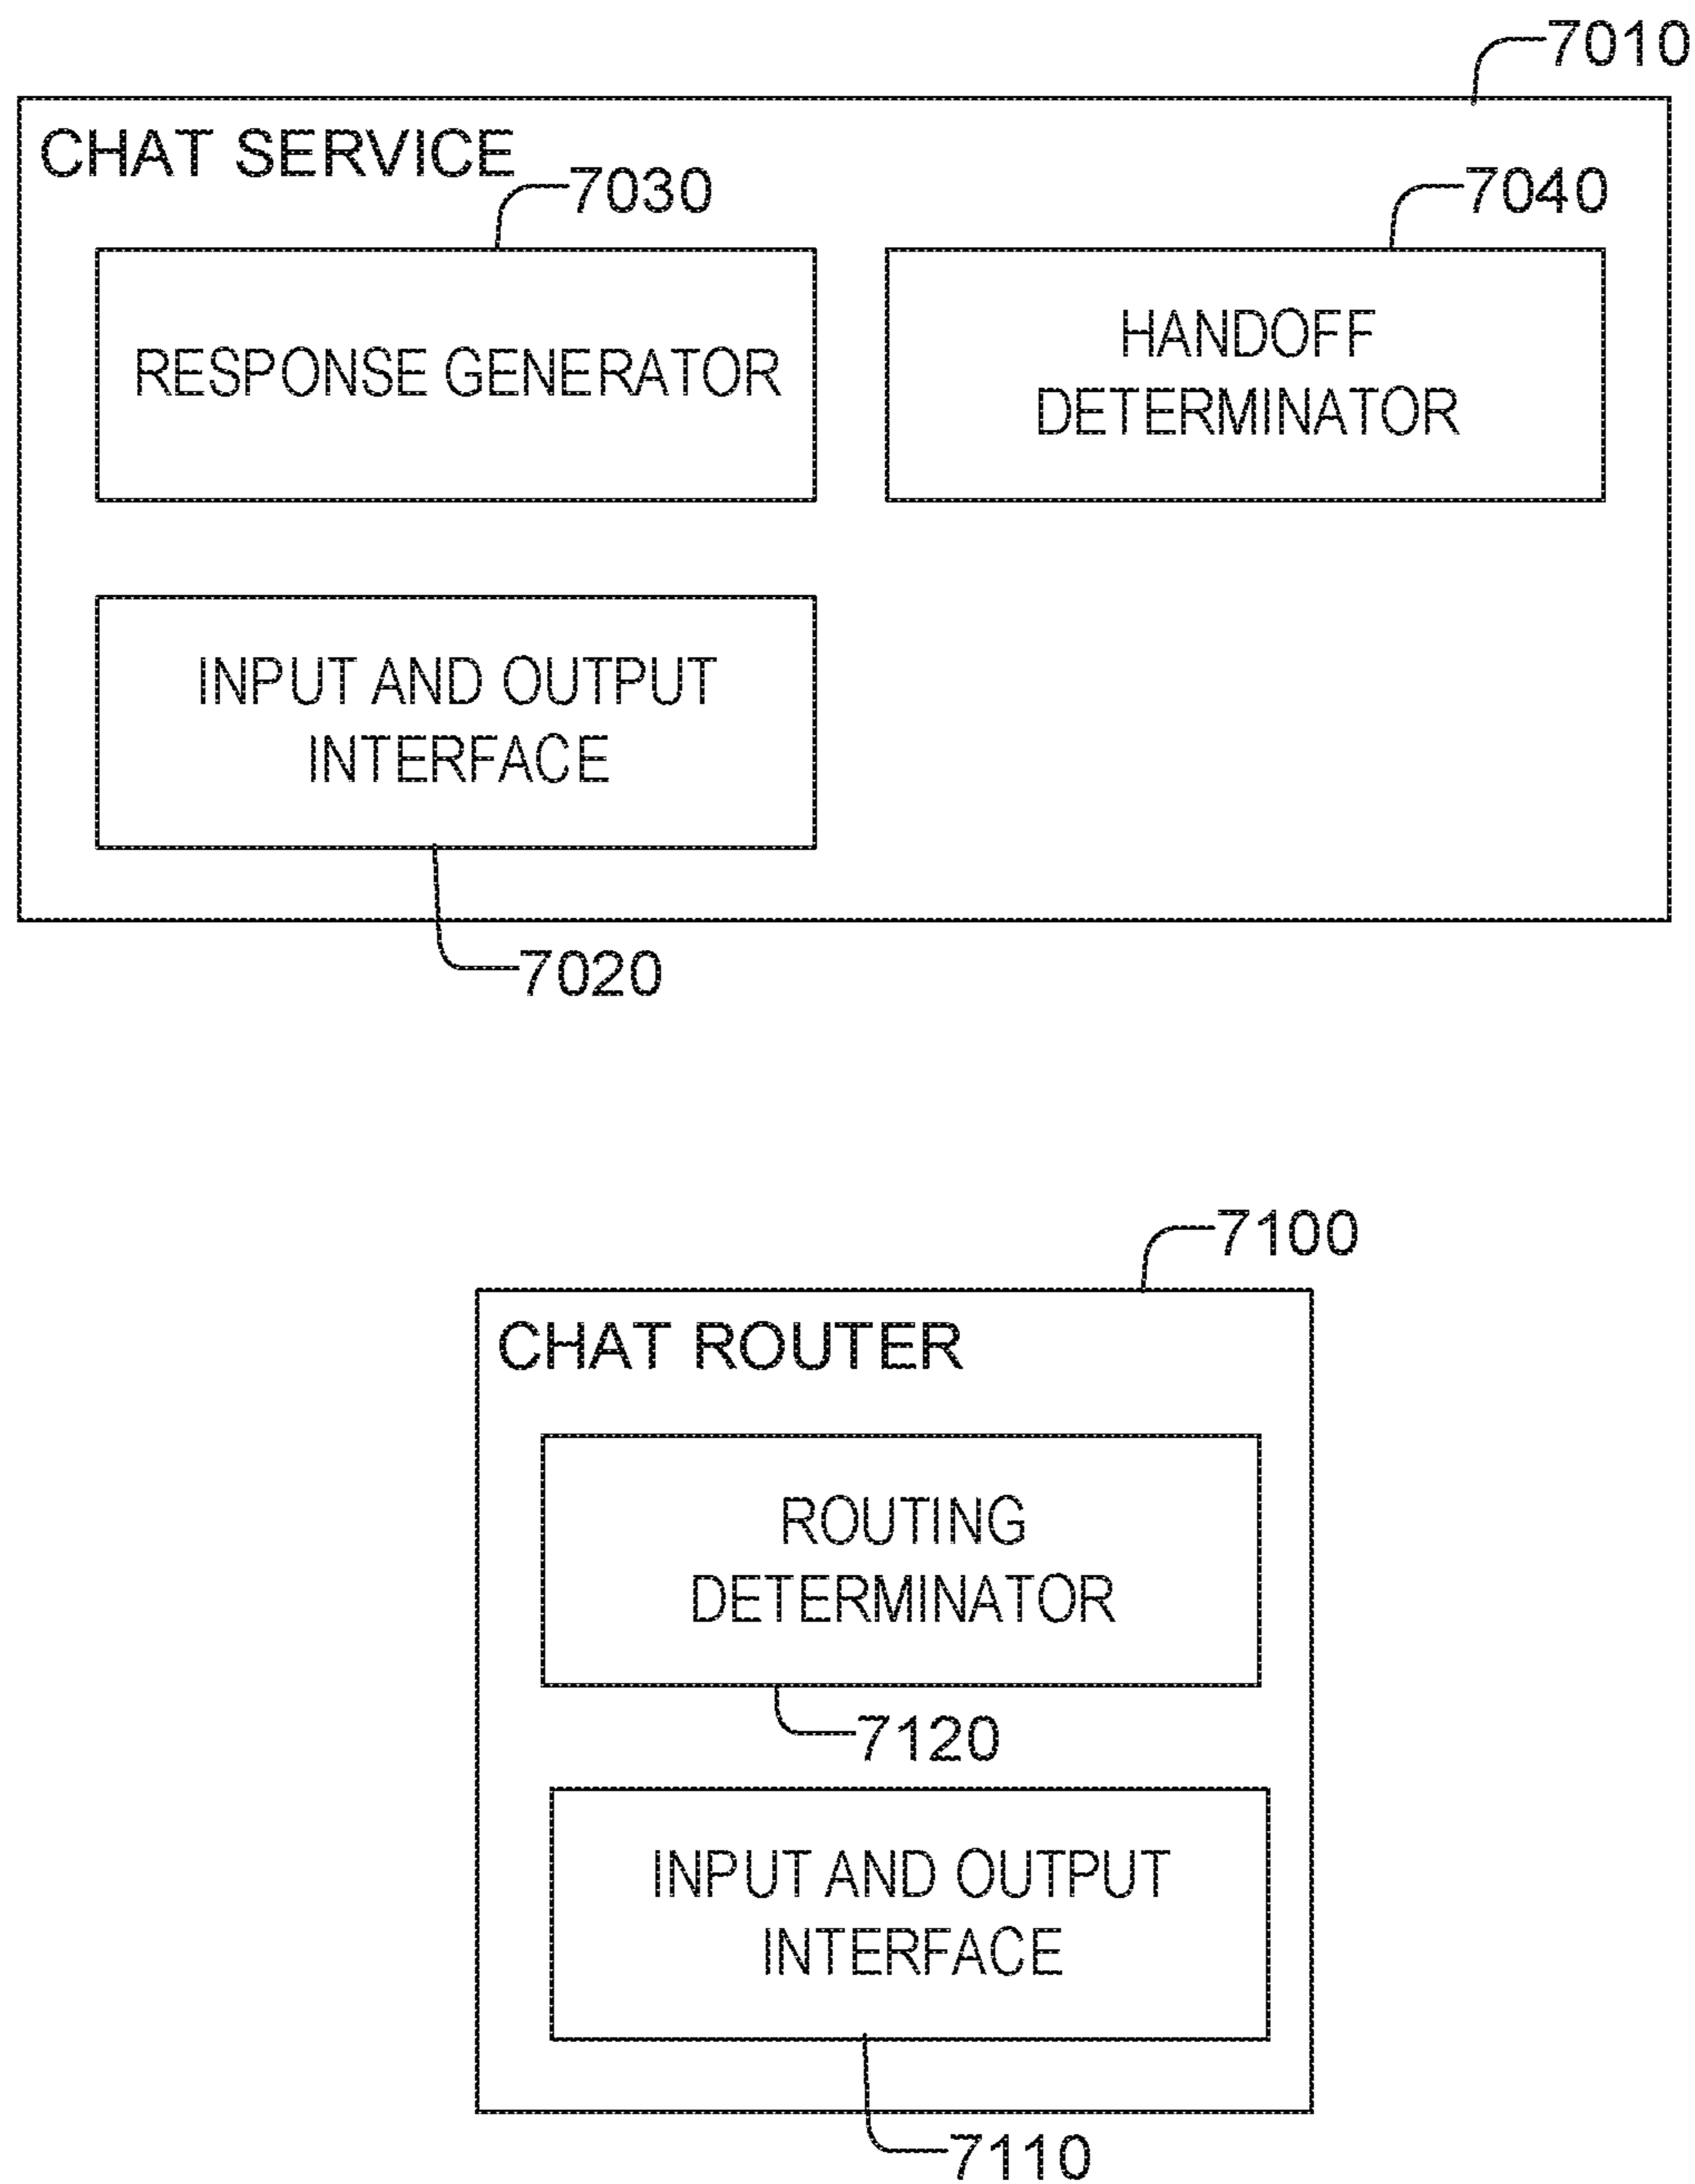 7010
CHAT SERVICE
7030
7040
RESPONSE GENERATOR
HANDOFF
DETERMINATOR
INPUT AND OUTPUT
INTERFACE
7020
7100
CHAT ROUTER
ROUTING
DETERMINATOR
7120
INPUT AND OUTPUT
INTERFACE
7110